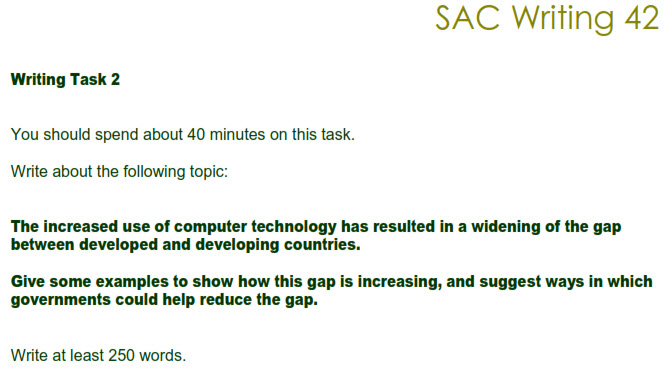 SAC Writing 42
Writing Task 2
You should spend about 40 minutes on this task.
Write about the following topic:
The increased use of computer technology has resulted in a widening of the gap
between developed and developing countries.
Give some examples to show how this gap is increasing, and suggest ways in which
governments could help reduce the gap.
Write at least 250 words.